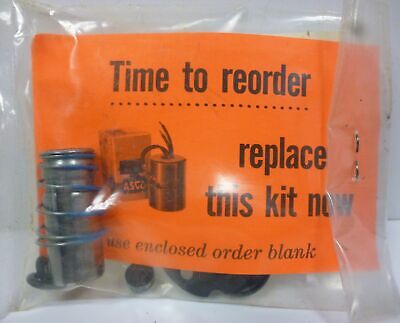 Time to reorder
replace
ASCO
this kit now
use enclosed order blank